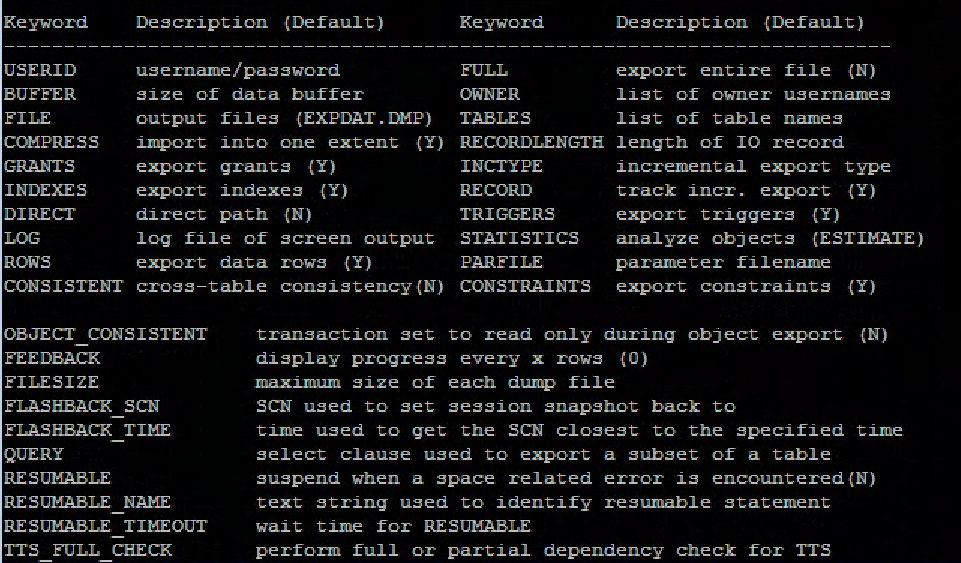 Keyword    Description (Default)      Keyword      Description (Default)
--------------------------------------------------------------------------
USERID     username/password          FULL         export entire file (N)
BUFFER     size of data buffer        OWNER        list of owner usernames
FILE       output files (EXPDAT.DMP)  TABLES       list of table names
COMPRESS   import into one extent (Y) RECORDLENGTH length of IO record
GRANTS     export grants (Y)          INCTYPE      incremental export type
INDEXES    export indexes (Y)         RECORD       track incr. export (Y)
DIRECT     direct path (N)            TRIGGERS     export triggers (Y)
LOG        log file of screen output  STATISTICS   analyze objects (ESTIMATE)
ROWS       export data rows (Y)       PARFILE      parameter filename
CONSISTENT cross-table consistency(N) CONSTRAINTS  export constraints (Y)

OBJECT_CONSISTENT    transaction set to read only during object export (N)
FEEDBACK             display progress every x rows (0)
FILESIZE             maximum size of each dump file
FLASHBACK_SCN        SCN used to set session snapshot back to
FLASHBACK_TIME       time used to get the SCN closest to the specified time
QUERY                select clause used to export a subset of a table
RESUMABLE            suspend when a space related error is encountered(N)
RESUMABLE_NAME       text string used to identify resumable statement
RESUMABLE_TIMEOUT    wait time for RESUMABLE
TTS_FULL_CHECK       perform full or partial dependency check for TTS